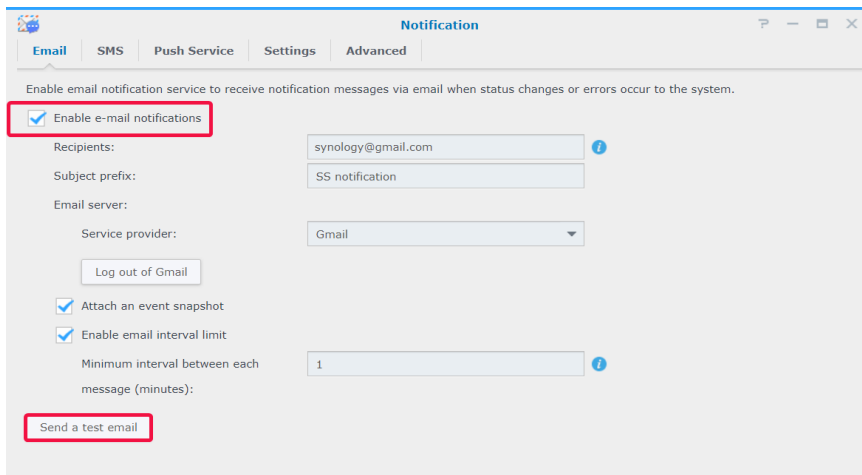 Notification
Email SMS Push Service Settings Advanced
Enable email notification service to receive notification messages via email when status changes or errors occur to the system.
Enable e-mail notifications
Recipients: synology@gmail.com
Subject prefix: SS notification
Email server:
Service provider: Gmail
Log out of Gmail
Attach an event snapshot
Enable email interval limit
Minimum interval between each 1
message (minutes):
Send a test email